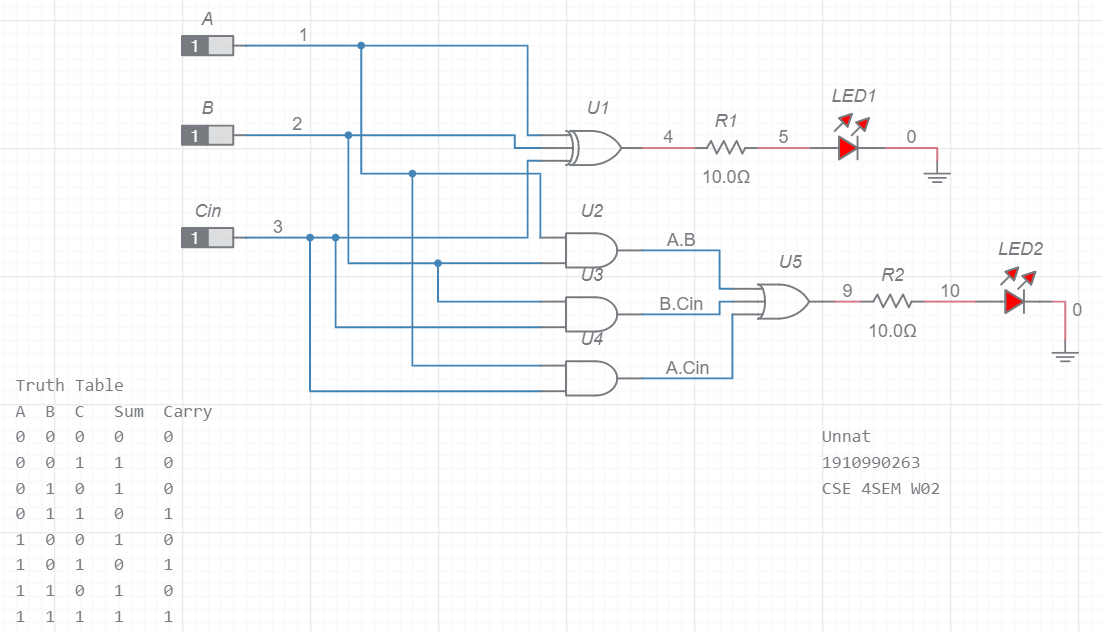 A
1
1
B
2
1
Cin
3
1
U1
4
R1
10.0Ω
5
LED1
0
U2
A.B
U3
B.Cin
U4
A.Cin
U5
9
R2
10.0Ω
10
LED2
0
Truth Table
A B C Sum Carry
0 0 0 0 0
0 0 1 1 0
0 1 0 1 0
0 1 1 0 1
1 0 0 1 0
1 0 1 0 1
1 1 0 1 0
1 1 1 1 1
Unnat
1910990263
CSE 4SEM W02